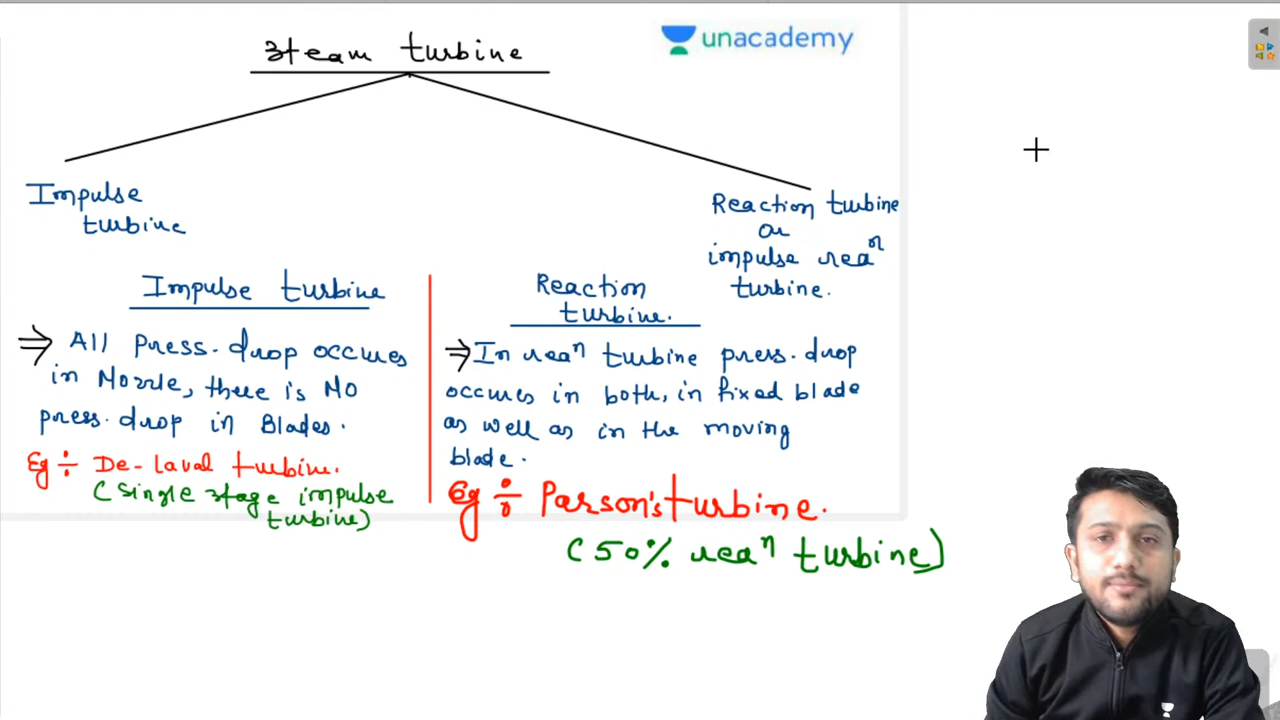 Steam turbine
unacademy
Impulse
turbine
Reaction turbine
or
impulse reaⁿ
turbine.
Impulse turbine
⇒ All press. drop occures
in Nozzle, there is NO
press. drop in Blades.
Eg ÷ De-Laval turbine.
(Single stage impulse
turbine)
Reaction
turbine.
⇒ In reaⁿ turbine press. drop
occures in both, in fixed blade
as well as in the moving
blade.
Eg ÷ Parson's turbine.
(50% reaⁿ turbine)